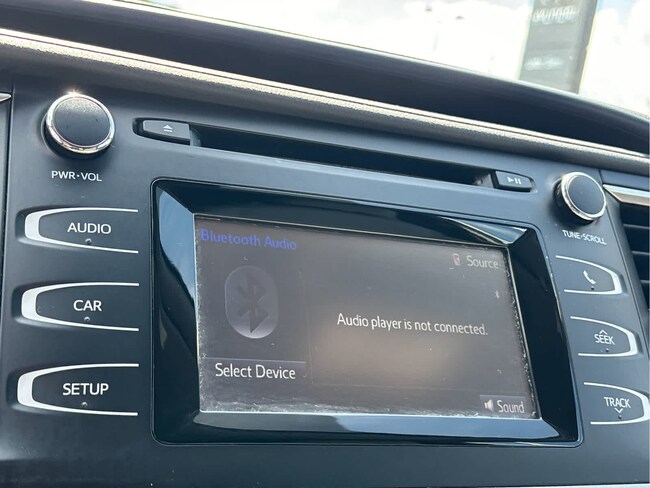 PWR•VOL
AUDIO
CAR
SETUP
Bluetooth Audio
Source
Audio player is not connected.
Select Device
Sound
TUNE•SCROLL
SEEK
TRACK